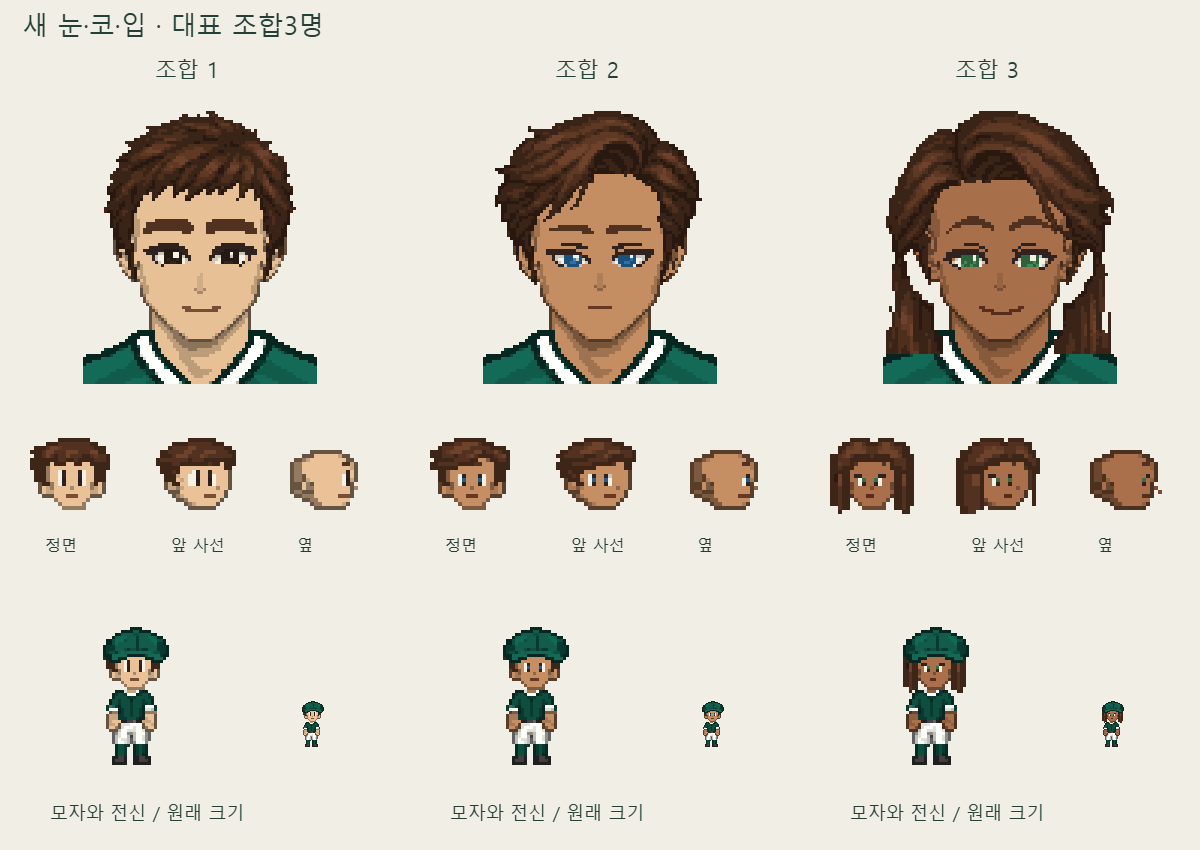 새 눈·코·입 · 대표 조합3명
조합 1
조합 2
조합 3
정면
앞 사선
옆
정면
앞 사선
옆
정면
앞 사선
옆
모자와 전신 / 원래 크기
모자와 전신 / 원래 크기
모자와 전신 / 원래 크기